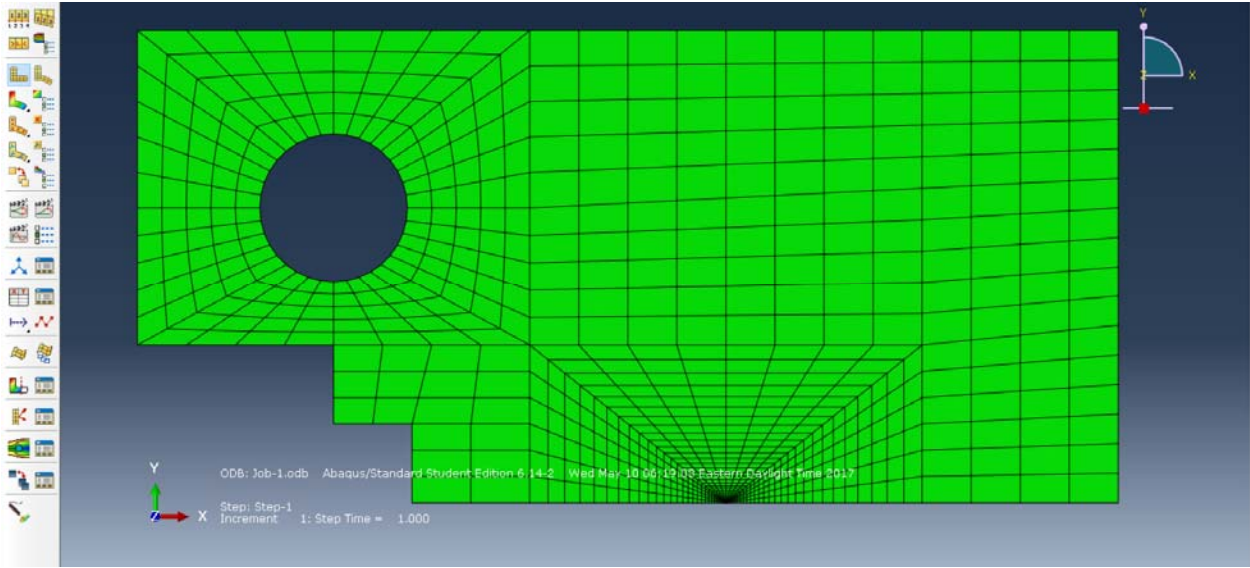 Y
X
Z
Y
X
Z
ODB: Job-1.odb Abaqus/Standard Student Edition 6.14-2 Wed May 10 06:19:00 Eastern Daylight Time 2017
Step: Step-1
Increment 1: Step Time = 1.000